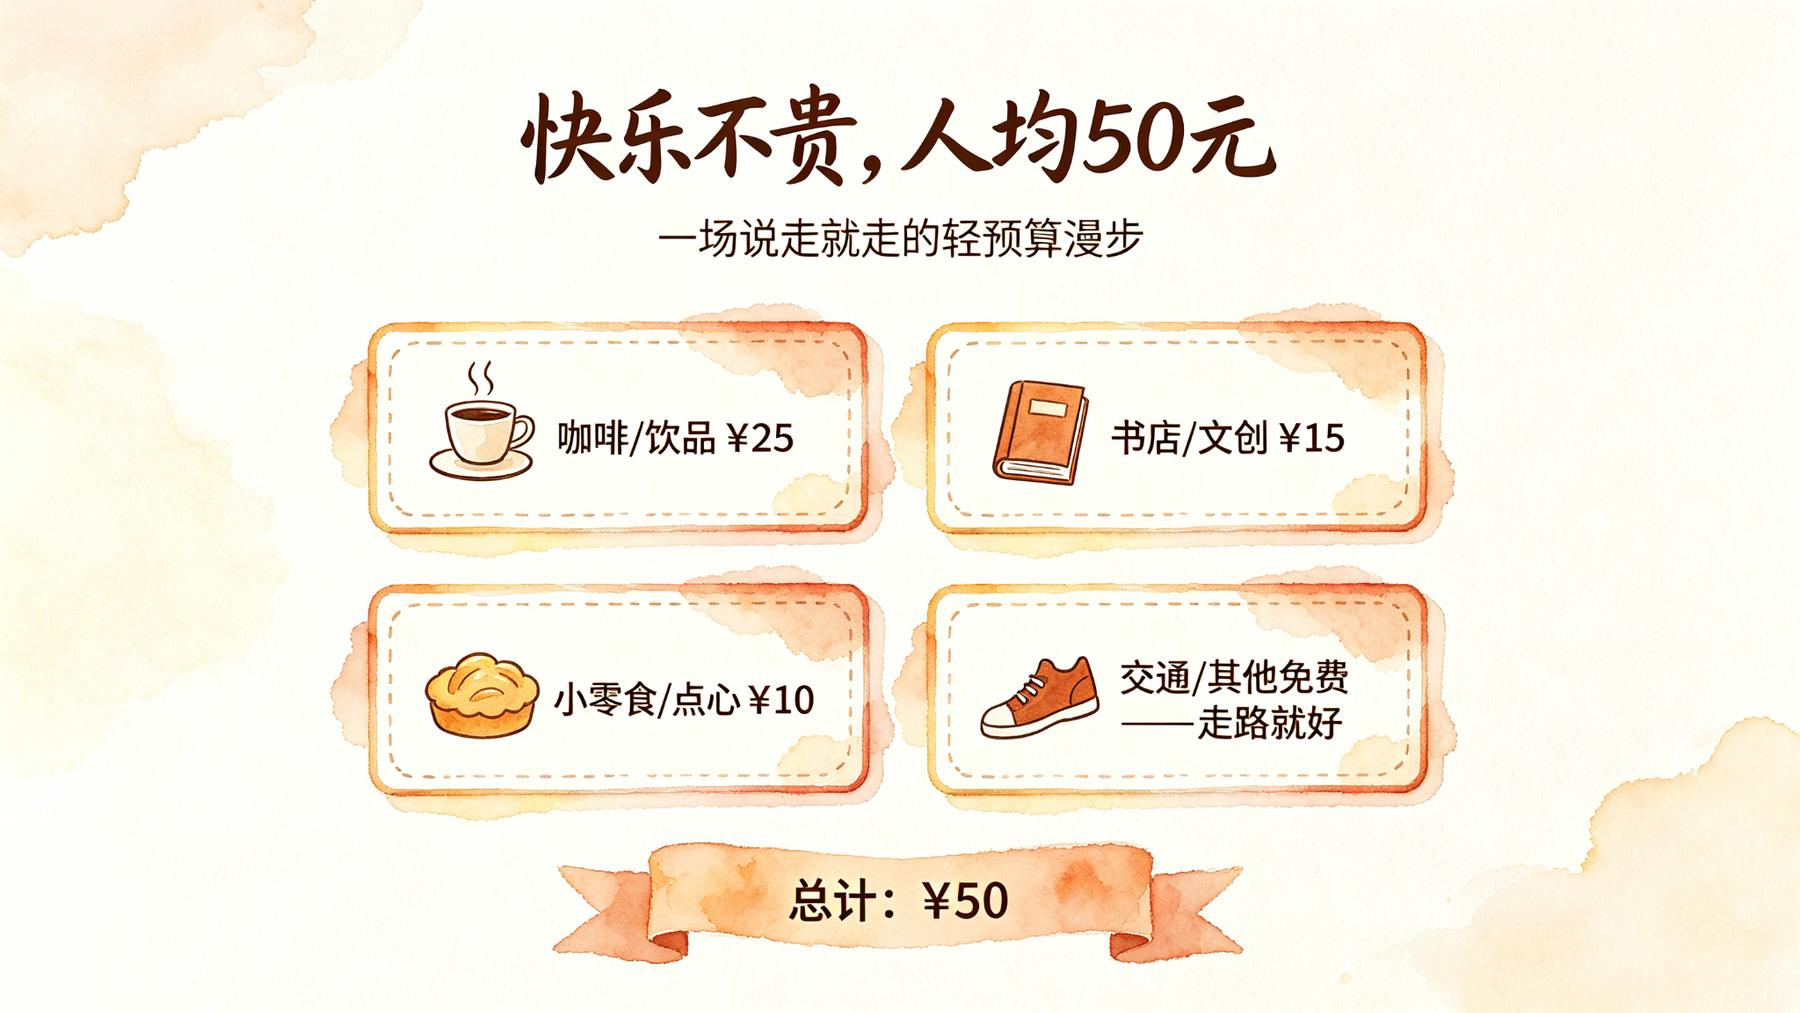 快乐不贵，人均50元
一场说走就走的轻预算漫步
咖啡/饮品 ¥25
书店/文创 ¥15
小零食/点心 ¥10
交通/其他免费
——走路就好
总计：¥50